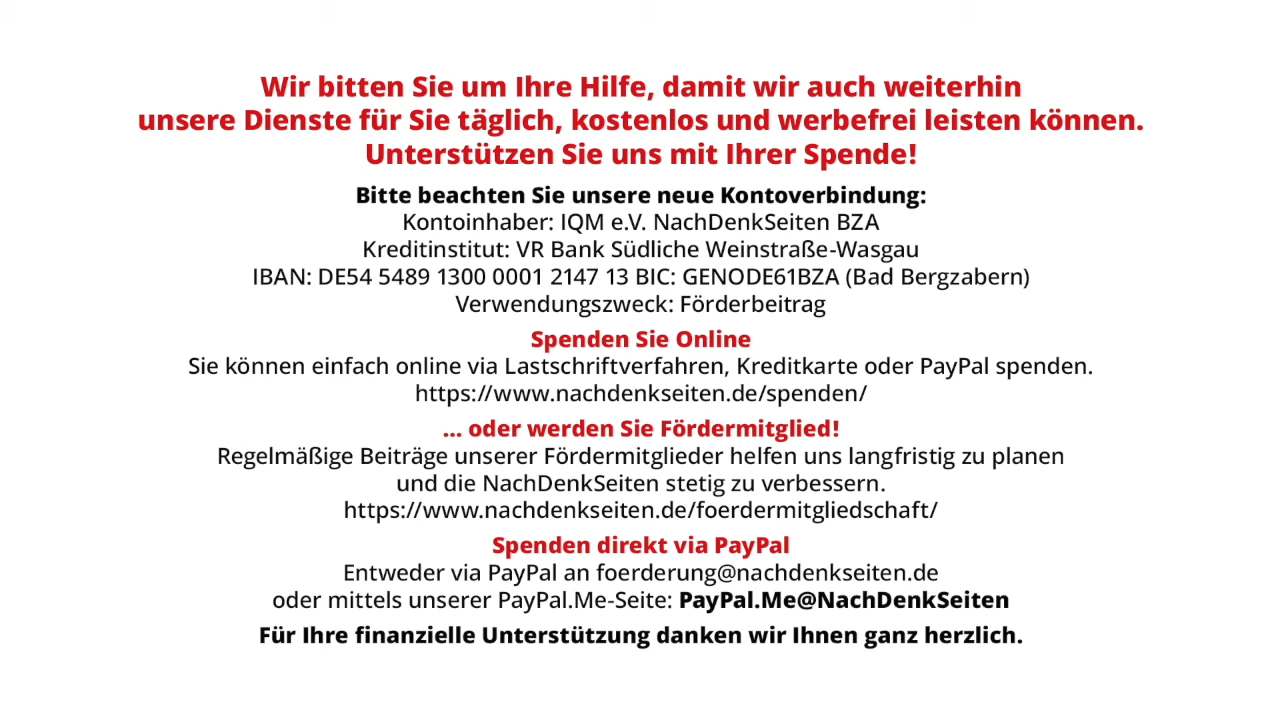 Wir bitten Sie um Ihre Hilfe, damit wir auch weiterhin
unsere Dienste für Sie täglich, kostenlos und werbefrei leisten können.
Unterstützen Sie uns mit Ihrer Spende!
Bitte beachten Sie unsere neue Kontoverbindung:
Kontoinhaber: IQM e.V. NachDenkSeiten BZA
Kreditinstitut: VR Bank Südliche Weinstraße-Wasgau
IBAN: DE54 5489 1300 0001 2147 13 BIC: GENODE61BZA (Bad Bergzabern)
Verwendungszweck: Förderbeitrag
Spenden Sie Online
Sie können einfach online via Lastschriftverfahren, Kreditkarte oder PayPal spenden.
https://www.nachdenkseiten.de/spenden/
... oder werden Sie Fördermitglied!
Regelmäßige Beiträge unserer Fördermitglieder helfen uns langfristig zu planen
und die NachDenkSeiten stetig zu verbessern.
https://www.nachdenkseiten.de/foerdermitgliedschaft/
Spenden direkt via PayPal
Entweder via PayPal an foerderung@nachdenkseiten.de
oder mittels unserer PayPal.Me-Seite: PayPal.Me@NachDenkSeiten
Für Ihre finanzielle Unterstützung danken wir Ihnen ganz herzlich.